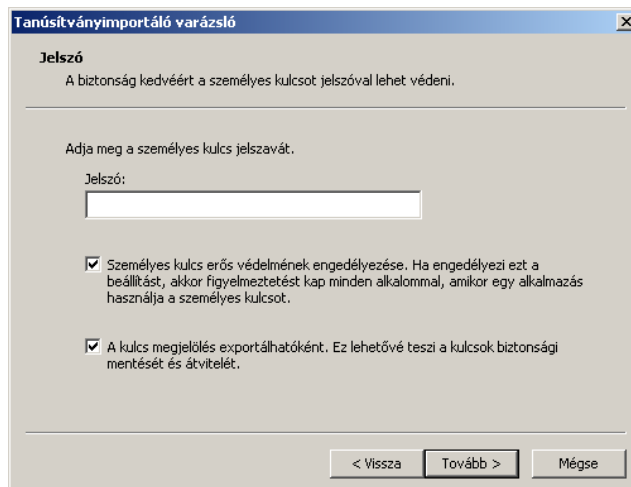 Tanúsítványimportáló varázsló
Jelszó
A biztonság kedvéért a személyes kulcsot jelszóval lehet védeni.
Adja meg a személyes kulcs jelszavát.
Jelszó:
Személyes kulcs erős védelmének engedélyezése. Ha engedélyezi ezt a
beállítást, akkor figyelmeztetést kap minden alkalommal, amikor egy alkalmazás
használja a személyes kulcsot.
A kulcs megjelölés exportálhatóként. Ez lehetővé teszi a kulcsok biztonsági
mentését és átvitelét.
< Vissza
Tovább >
Mégse